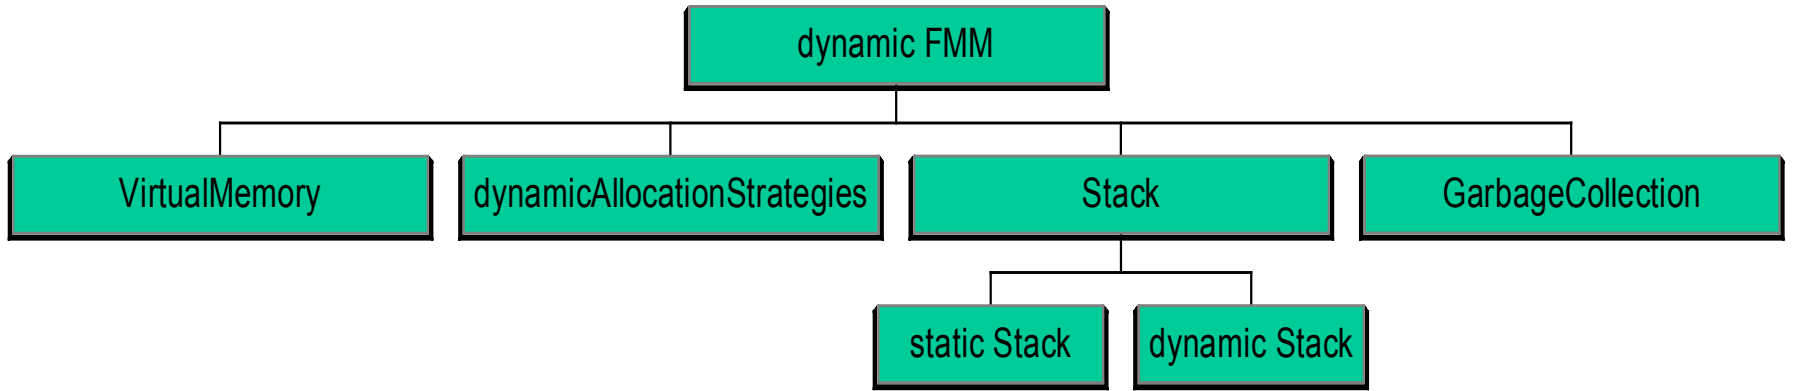 dynamic FMM
VirtualMemory
dynamicAllocationStrategies
Stack
GarbageCollection
static Stack
dynamic Stack